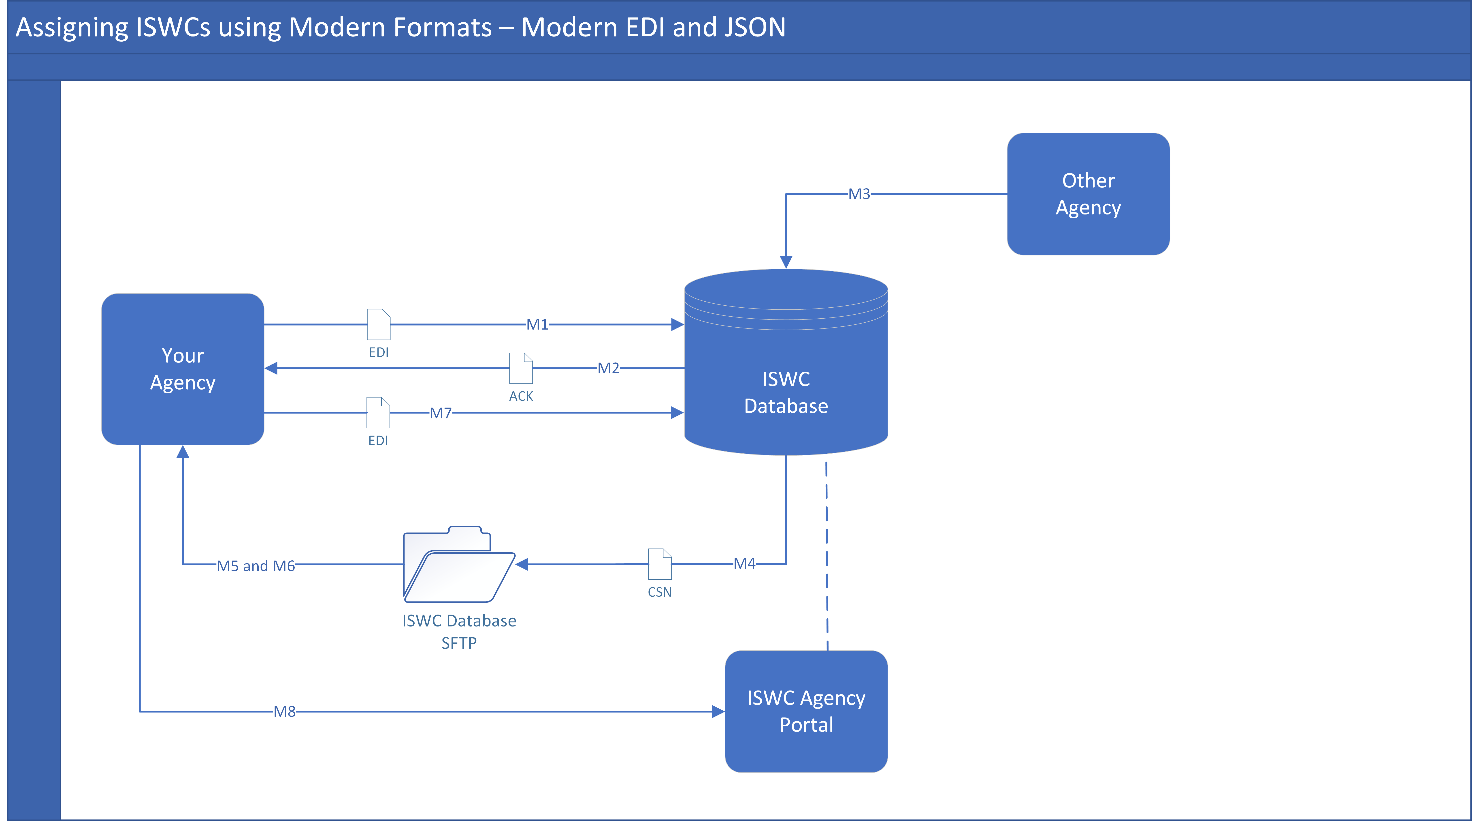 Assigning ISWCs using Modern Formats – Modern EDI and JSON
Other
Agency
M3
Your
Agency
M1
EDI
M2
ACK
M7
EDI
ISWC
Database
M5 and M6
M4
CSN
ISWC Database
SFTP
ISWC Agency
Portal
M8